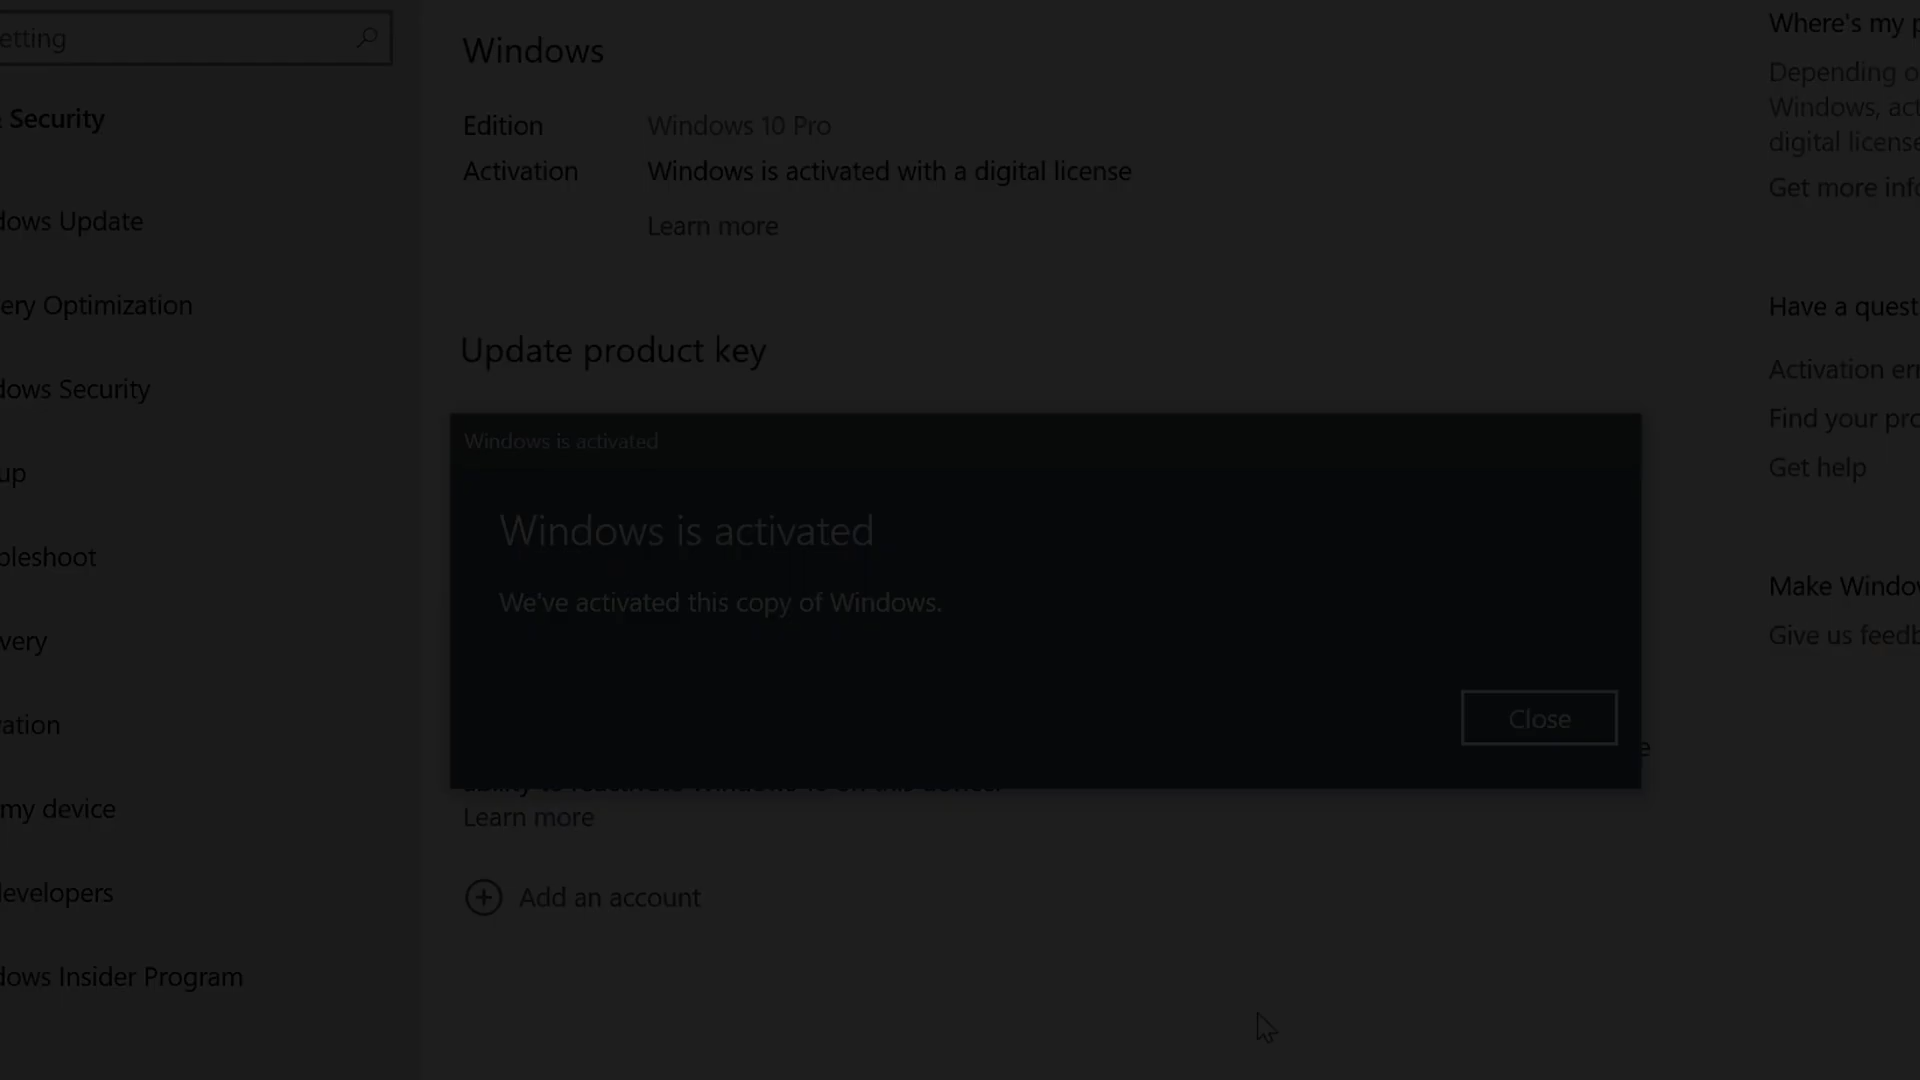 etting
Security
dows Update
ery Optimization
dows Security
up
bleshoot
very
ation
my device
developers
dows Insider Program
Windows
Edition Windows 10 Pro
Activation Windows is activated with a digital license
Learn more
Update product key
Windows is activated
Windows is activated
We've activated this copy of Windows.
Close
e
Learn more
Add an account
Where's my p
Depending o
Windows, act
digital license
Get more info
Have a quest
Activation err
Find your pro
Get help
Make Window
Give us feedb